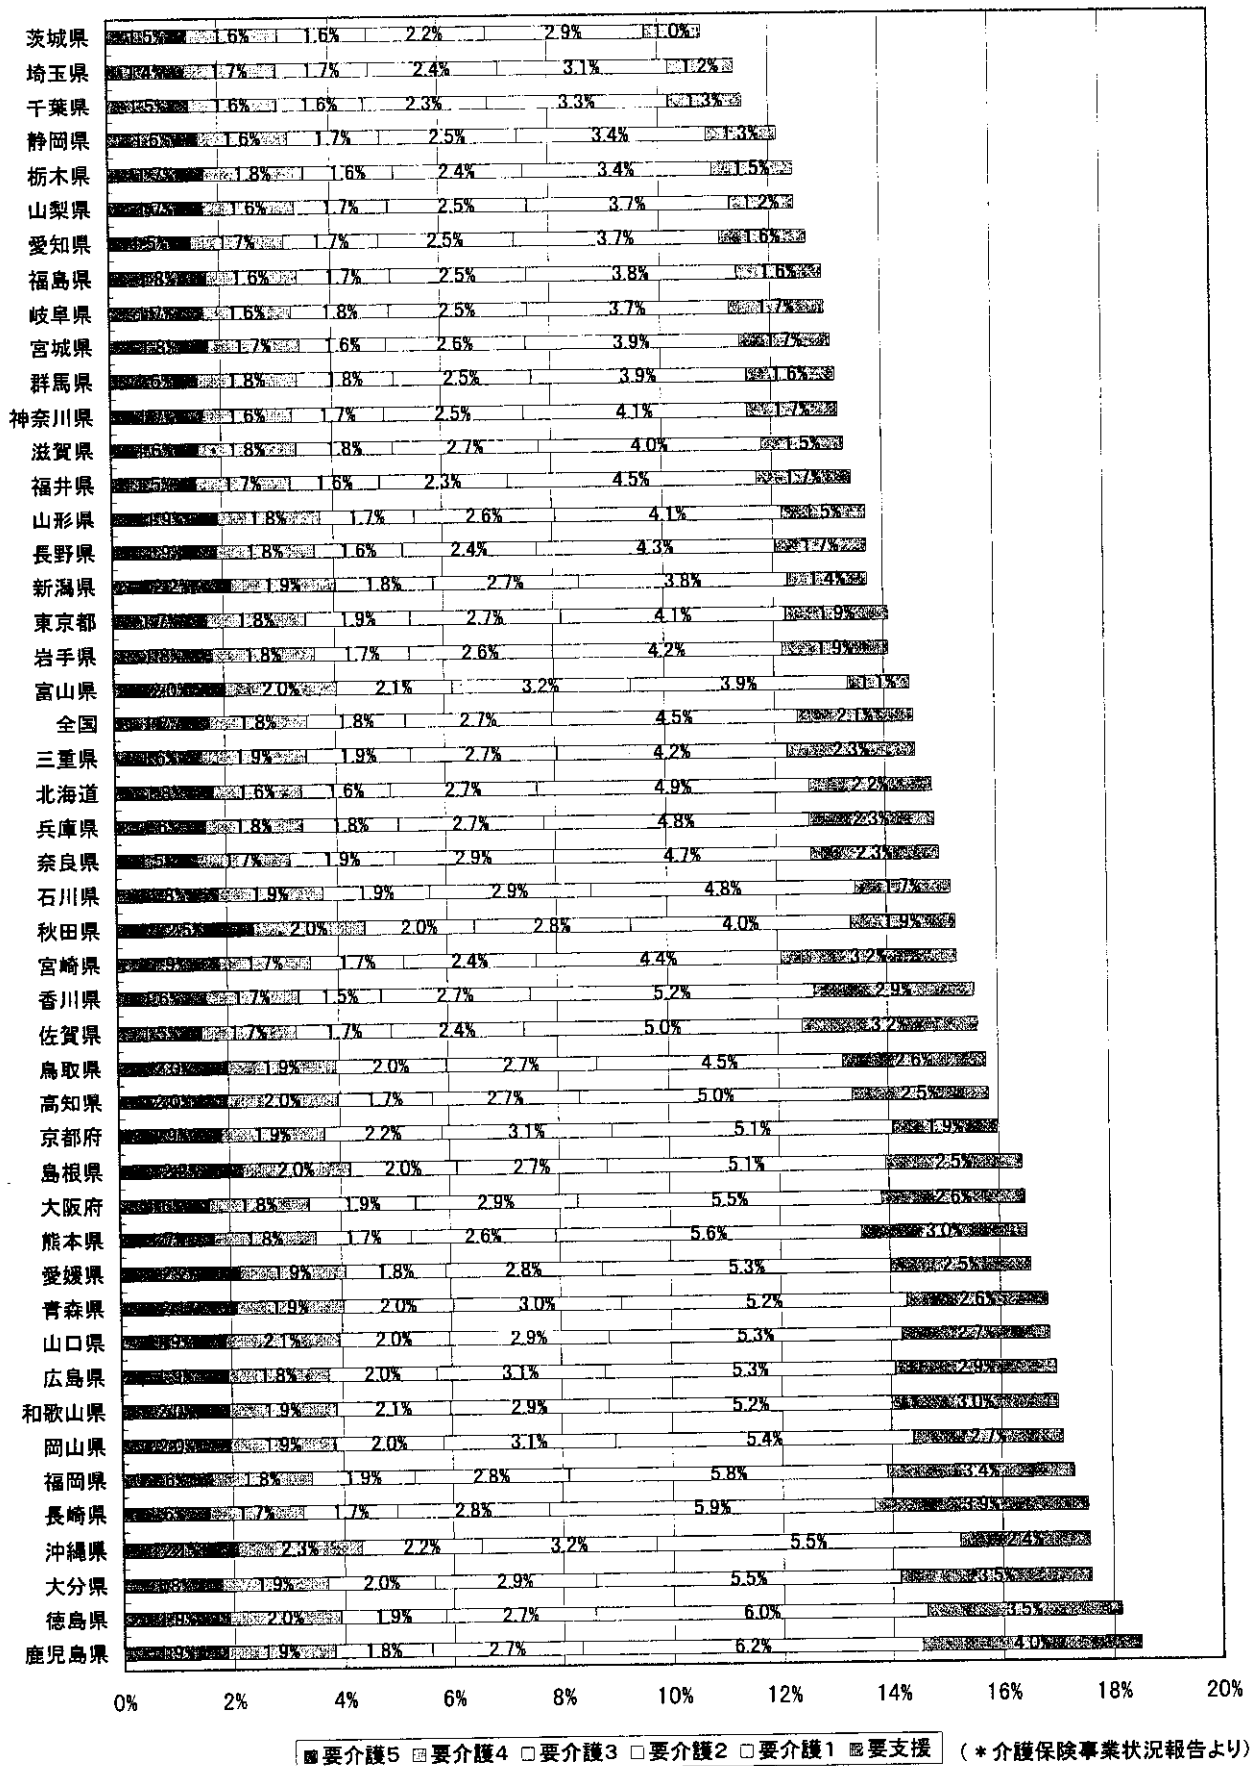 茨城県 1.6% 1.6% 2.2% 2.9% 1.0%
埼玉県 1.7% 1.7% 2.4% 3.1% 1.2%
千葉県 1.6% 1.6% 2.3% 3.3% 1.3%
静岡県 1.6% 1.7% 2.5% 3.4% 1.3%
栃木県 1.8% 1.6% 2.4% 3.4% 1.5%
山梨県 1.6% 1.7% 2.5% 3.7% 1.2%
愛知県 1.7% 1.7% 2.5% 3.7% 1.6%
福島県 1.6% 1.7% 2.5% 3.8% 1.6%
岐阜県 1.6% 1.8% 2.5% 3.7% 1.7%
宮城県 1.7% 1.6% 2.6% 3.9% 1.7%
群馬県 1.8% 1.8% 2.5% 3.9% 1.6%
神奈川県 1.6% 1.7% 2.5% 4.1% 1.7%
滋賀県 1.8% 1.8% 2.7% 4.0% 1.5%
福井県 1.7% 1.6% 2.3% 4.5% 1.7%
山形県 1.8% 1.7% 2.6% 4.1% 1.5%
長野県 1.8% 1.6% 2.4% 4.3% 1.7%
新潟県 1.9% 1.8% 2.7% 3.8% 1.4%
東京都 1.8% 1.9% 2.7% 4.1% 1.9%
岩手県 1.8% 1.7% 2.6% 4.2% 1.9%
富山県 2.0% 2.1% 3.2% 3.9% 1.1%
全国 1.8% 1.8% 2.7% 4.5% 2.1%
三重県 1.9% 1.9% 2.7% 4.2% 2.3%
北海道 1.6% 1.6% 2.7% 4.9% 2.2%
兵庫県 1.8% 1.8% 2.7% 4.8% 2.3%
奈良県 1.7% 1.9% 2.9% 4.7% 2.3%
石川県 1.9% 1.9% 2.9% 4.8% 1.7%
秋田県 2.0% 2.0% 2.8% 4.0% 1.9%
宮崎県 1.7% 1.7% 2.4% 4.4% 3.2%
香川県 1.7% 1.5% 2.7% 5.2% 2.9%
佐賀県 1.7% 1.7% 2.4% 5.0% 3.2%
鳥取県 1.9% 2.0% 2.7% 4.5% 2.6%
高知県 2.0% 1.7% 2.7% 5.0% 2.5%
京都府 1.9% 2.2% 3.1% 5.1% 1.9%
島根県 2.0% 2.0% 2.7% 5.1% 2.5%
大阪府 1.8% 1.9% 2.9% 5.5% 2.6%
熊本県 1.8% 1.7% 2.6% 5.6% 3.0%
愛媛県 1.9% 1.8% 2.8% 5.3% 2.5%
青森県 1.9% 2.0% 3.0% 5.2% 2.6%
山口県 2.1% 2.0% 2.9% 5.3% 2.7%
広島県 1.8% 2.0% 3.1% 5.3% 2.9%
和歌山県 1.9% 2.1% 2.9% 5.2% 3.0%
岡山県 1.9% 2.0% 3.1% 5.4% 2.7%
福岡県 1.8% 1.9% 2.8% 5.8% 3.4%
長崎県 1.7% 1.7% 2.8% 5.9% 3.9%
沖縄県 2.3% 2.2% 3.2% 5.5% 2.4%
大分県 1.9% 2.0% 2.9% 5.5% 3.5%
徳島県 2.0% 1.9% 2.7% 6.0% 3.5%
鹿児島県 1.9% 1.8% 2.7% 6.2% 4.0%
0% 2% 4% 6% 8% 10% 12% 14% 16% 18% 20%
要介護5 要介護4 要介護3 要介護2 要介護1 要支援 (*介護保険事業状況報告より)